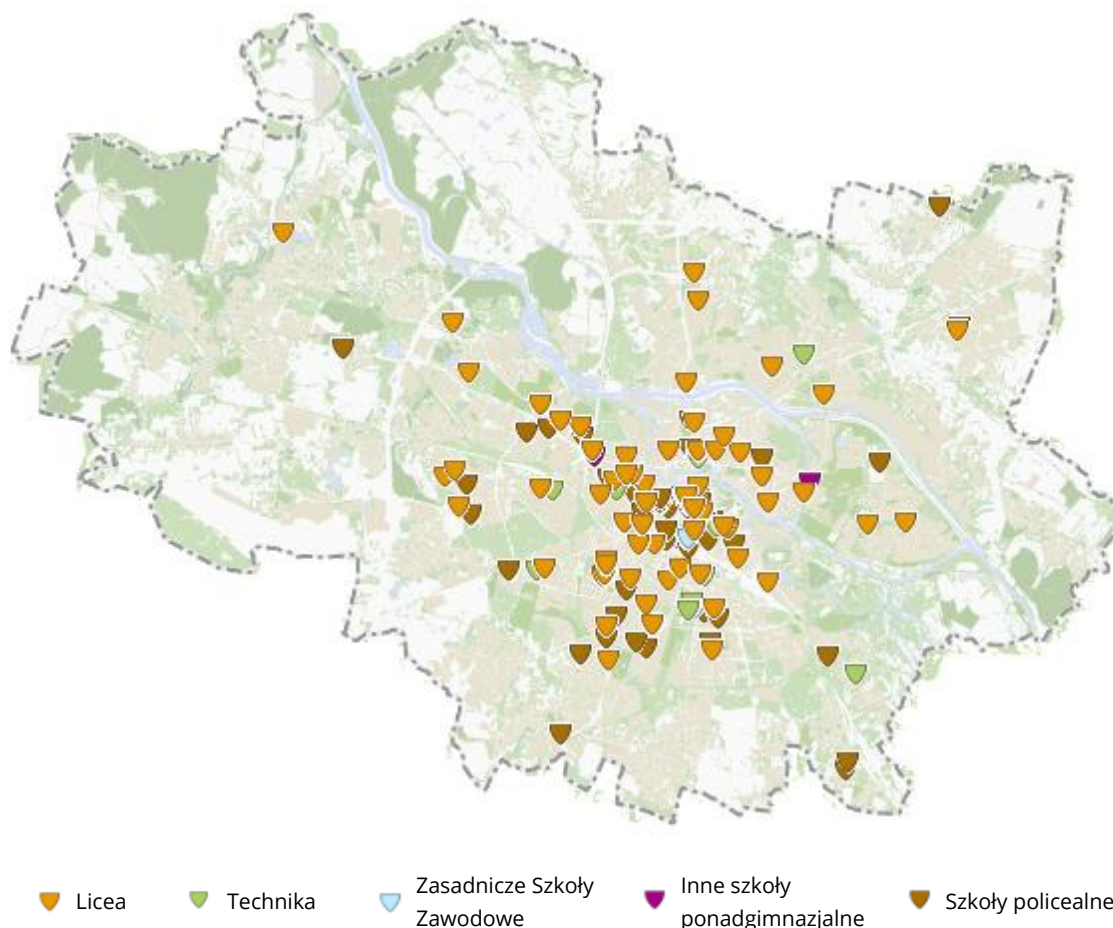 Licea
Technika
Zasadnicze Szkoły
Zawodowe
Inne szkoły
ponadgimnazjalne
Szkoły policealne